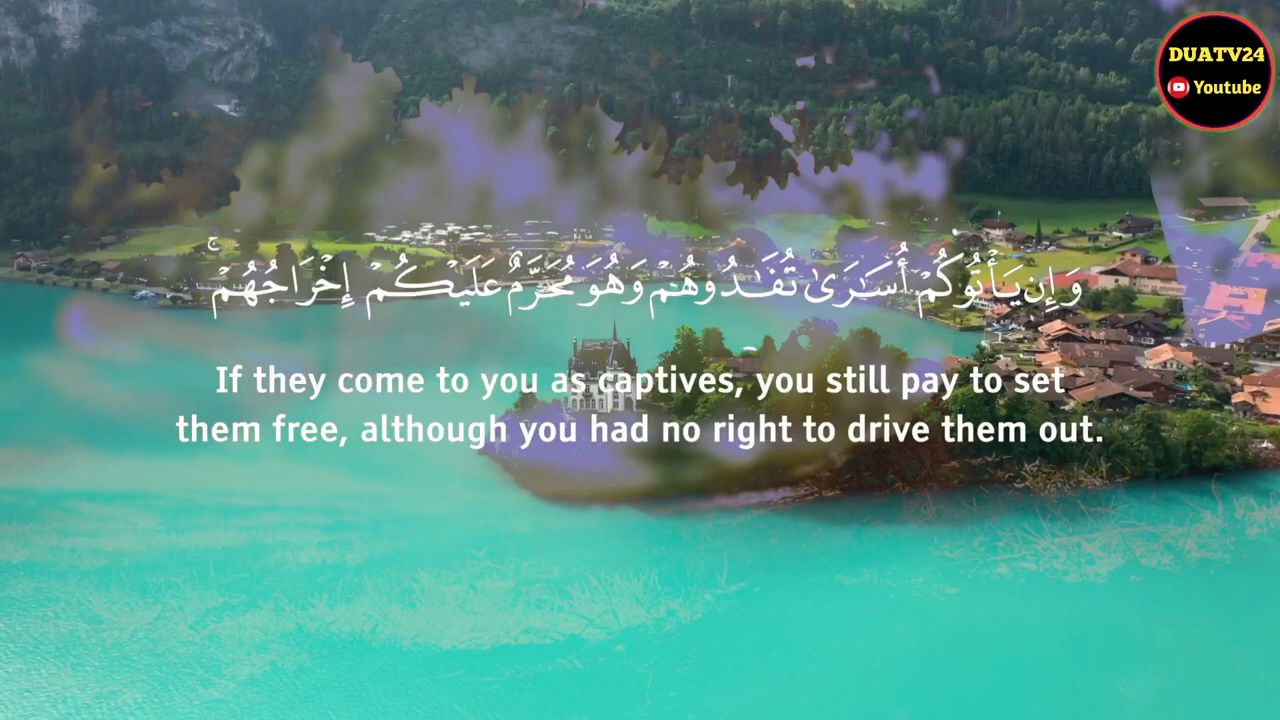 DUATV24
Youtube
وَإِن يَأْتُوكُمْ أُسَٰرَىٰ تُفَٰدُوهُمْ وَهُوَ مُحَرَّمٌ عَلَيْكُمْ إِخْرَاجُهُمْ ۚ
If they come to you as captives, you still pay to set
them free, although you had no right to drive them out.